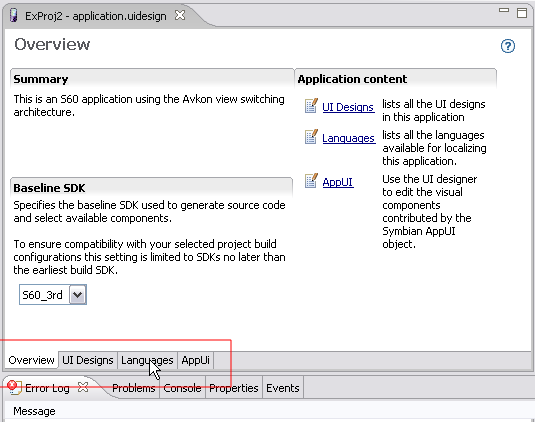 ExProj2 - application.uidesign
Overview
Summary
This is an S60 application using the Avkon view switching
architecture.
Baseline SDK
Specifies the baseline SDK used to generate source code
and select available components.
To ensure compatibility with your selected project build
configurations this setting is limited to SDKs no later than
the earliest build SDK.
S60_3rd
Application content
UI Designs lists all the UI designs
in this application
Languages lists all the languages
available for localizing
this application.
AppUI Use the UI designer
to edit the visual
components
contributed by the
Symbian AppUI
object.
Overview UI Designs Languages AppUi
Error Log Problems Console Properties Events
Message